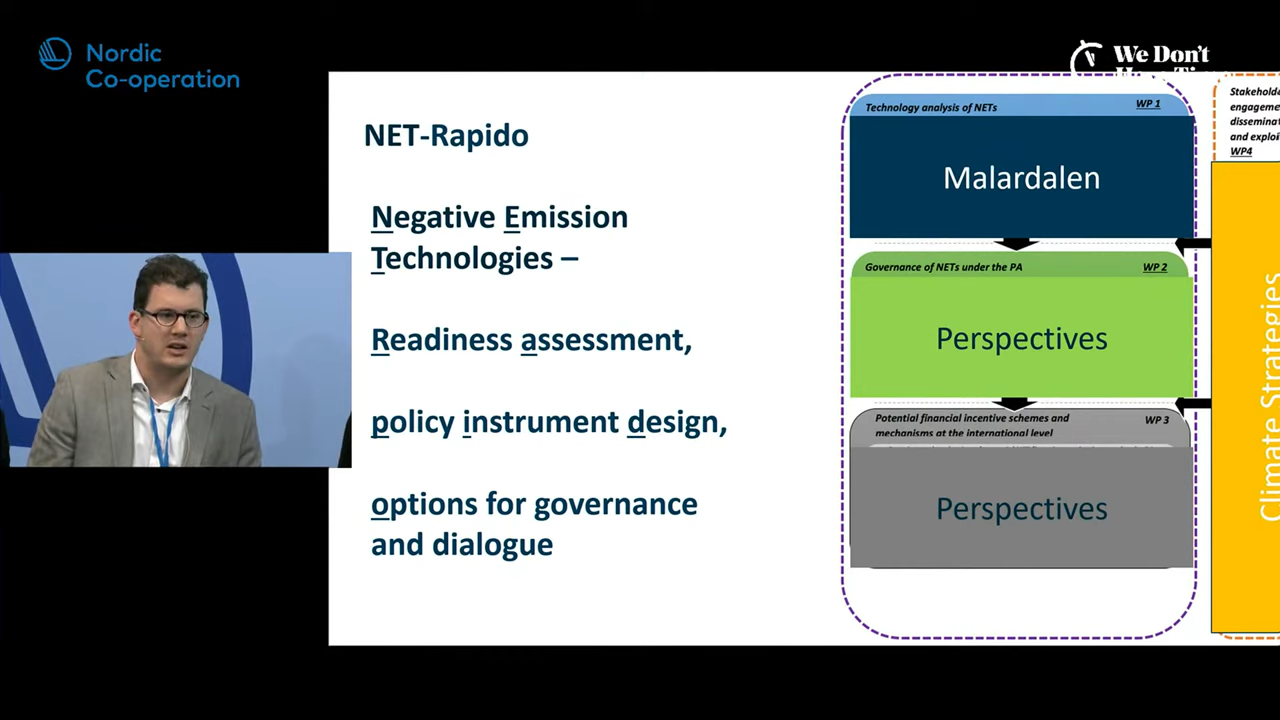 Nordic
Co-operation
We Don't
NET-Rapido
Negative Emission
Technologies –
Readiness assessment,
policy instrument design,
options for governance
and dialogue
Technology analysis of NETs
WP 1
Malardalen
Governance of NETs under the PA
WP 2
Perspectives
Potential financial incentive schemes and
mechanisms at the international level
WP 3
Perspectives
and
WP4
Climate Strategies